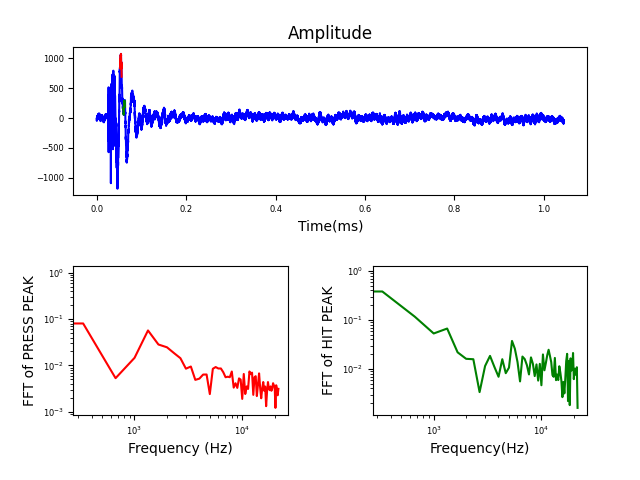 Amplitude
1000
500
0
−500
−1000
0.0 0.2 0.4 0.6 0.8 1.0
Time(ms)
FFT of PRESS PEAK
10⁰
10⁻¹
10⁻²
10⁻³
10³ 10⁴
Frequency (Hz)
FFT of HIT PEAK
10⁰
10⁻¹
10⁻²
10³ 10⁴
Frequency(Hz)